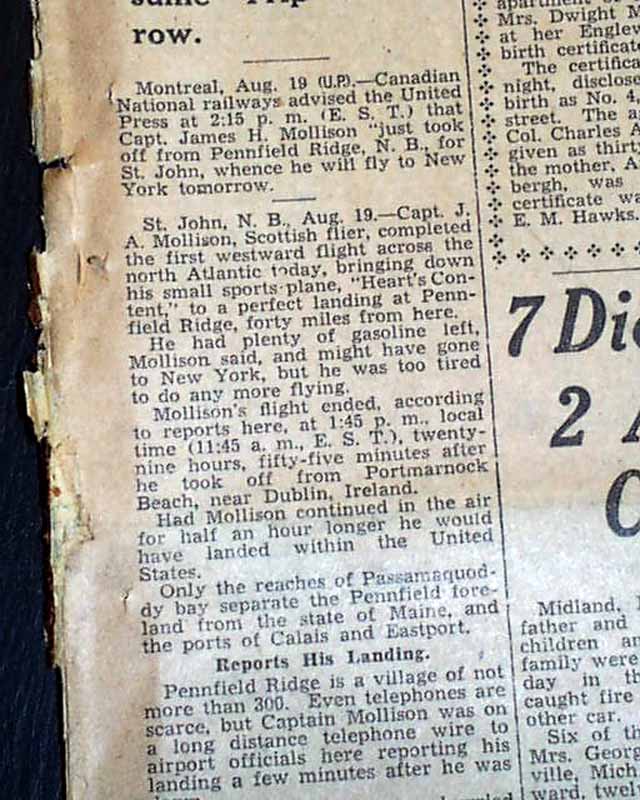 row.
Montreal, Aug. 19 (U.P.).—Canadian
National railways advised the United
Press at 2:15 p. m. (E. S. T.) that
Capt. James H. Mollison "just took
off from Pennfield Ridge, N. B., for
St. John, whence he will fly to New
York tomorrow.
St. John, N. B., Aug. 19.—Capt. J.
A. Mollison, Scottish flier, completed
the first westward flight across the
north Atlantic today, bringing down
his small sports plane, "Heart's Con-
tent," to a perfect landing at Penn-
field Ridge, forty miles from here.
He had plenty of gasoline left,
Mollison said, and might have gone
to New York, but he was too tired
to do any more flying.
Mollison's flight ended, according
to reports here, at 1:45 p. m., local
time (11:45 a. m., E. S. T.), twenty-
nine hours, fifty-five minutes after
he took off from Portmarnock
Beach, near Dublin, Ireland.
Had Mollison continued in the air
for half an hour longer he would
have landed within the United
States.
Only the reaches of Passamaquod-
dy bay separate the Pennfield fore-
land from the state of Maine, and
the ports of Calais and Eastport.
Reports His Landing.
Pennfield Ridge is a village of not
more than 300. Even telephones are
scarce, but Captain Mollison was on
a long distance telephone wire to
airport officials here reporting his
landing a few minutes after he was
Mrs. Dwight M
at her Englew
birth certificate
The certifica
night, disclose
birth as No. 4,
street. The a
Col. Charles A
given as thirty
the mother, A
bergh, was
certificate wa
E. M. Hawks.
7 Di
2 A
C
Midland,
father and
children an
family were
day in th
caught fire
other car.
Six of th
Mrs. Georg
ville, Mich
ward, twel